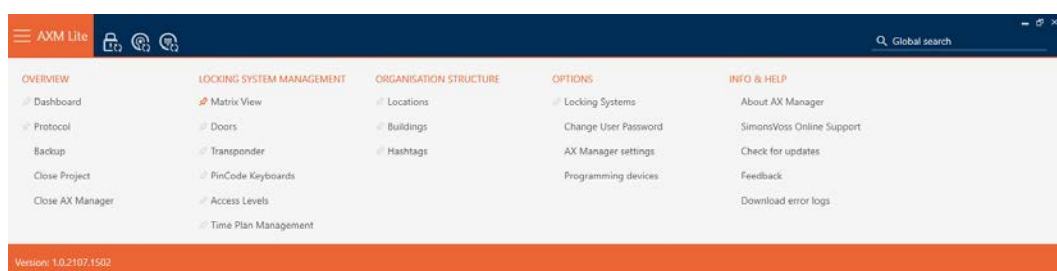 AXM Lite
Global search
OVERVIEW
Dashboard
Protocol
Backup
Close Project
Close AX Manager
LOCKING SYSTEM MANAGEMENT
Matrix View
Doors
Transponder
PinCode Keyboards
Access Levels
Time Plan Management
ORGANISATION STRUCTURE
Locations
Buildings
Hashtags
OPTIONS
Locking Systems
Change User Password
AX Manager settings
Programming devices
INFO & HELP
About AX Manager
SimonsVoss Online Support
Check for updates
Feedback
Download error logs
Version: 1.0.2107.1502